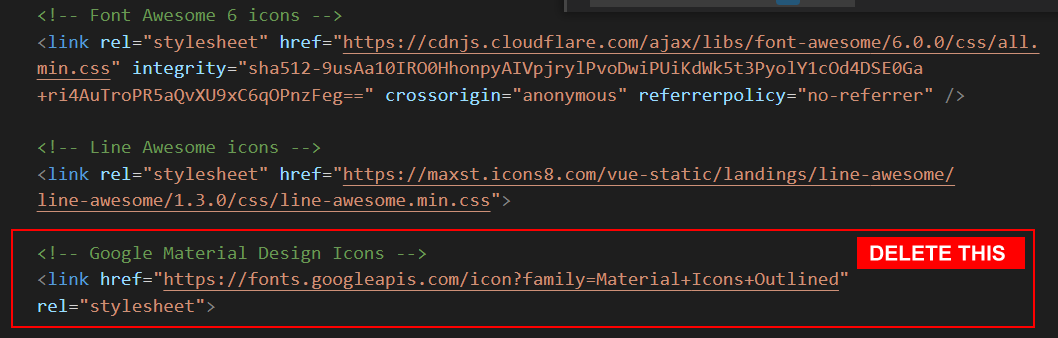 <!-- Font Awesome 6 icons -->
<link rel="stylesheet" href="https://cdnjs.cloudflare.com/ajax/libs/font-awesome/6.0.0/css/all.
min.css" integrity="sha512-9usAa10IRO0HhonpyAIVpjrylPvoDwiPUiKdWk5t3PyolY1cOd4DSE0Ga
+ri4AuTroPR5aQvXU9xC6qOPnzFeg==" crossorigin="anonymous" referrerpolicy="no-referrer" />
<!-- Line Awesome icons -->
<link rel="stylesheet" href="https://maxst.icons8.com/vue-static/landings/line-awesome/
line-awesome/1.3.0/css/line-awesome.min.css">
<!-- Google Material Design Icons -->
DELETE THIS
<link href="https://fonts.googleapis.com/icon?family=Material+Icons+Outlined"
rel="stylesheet">